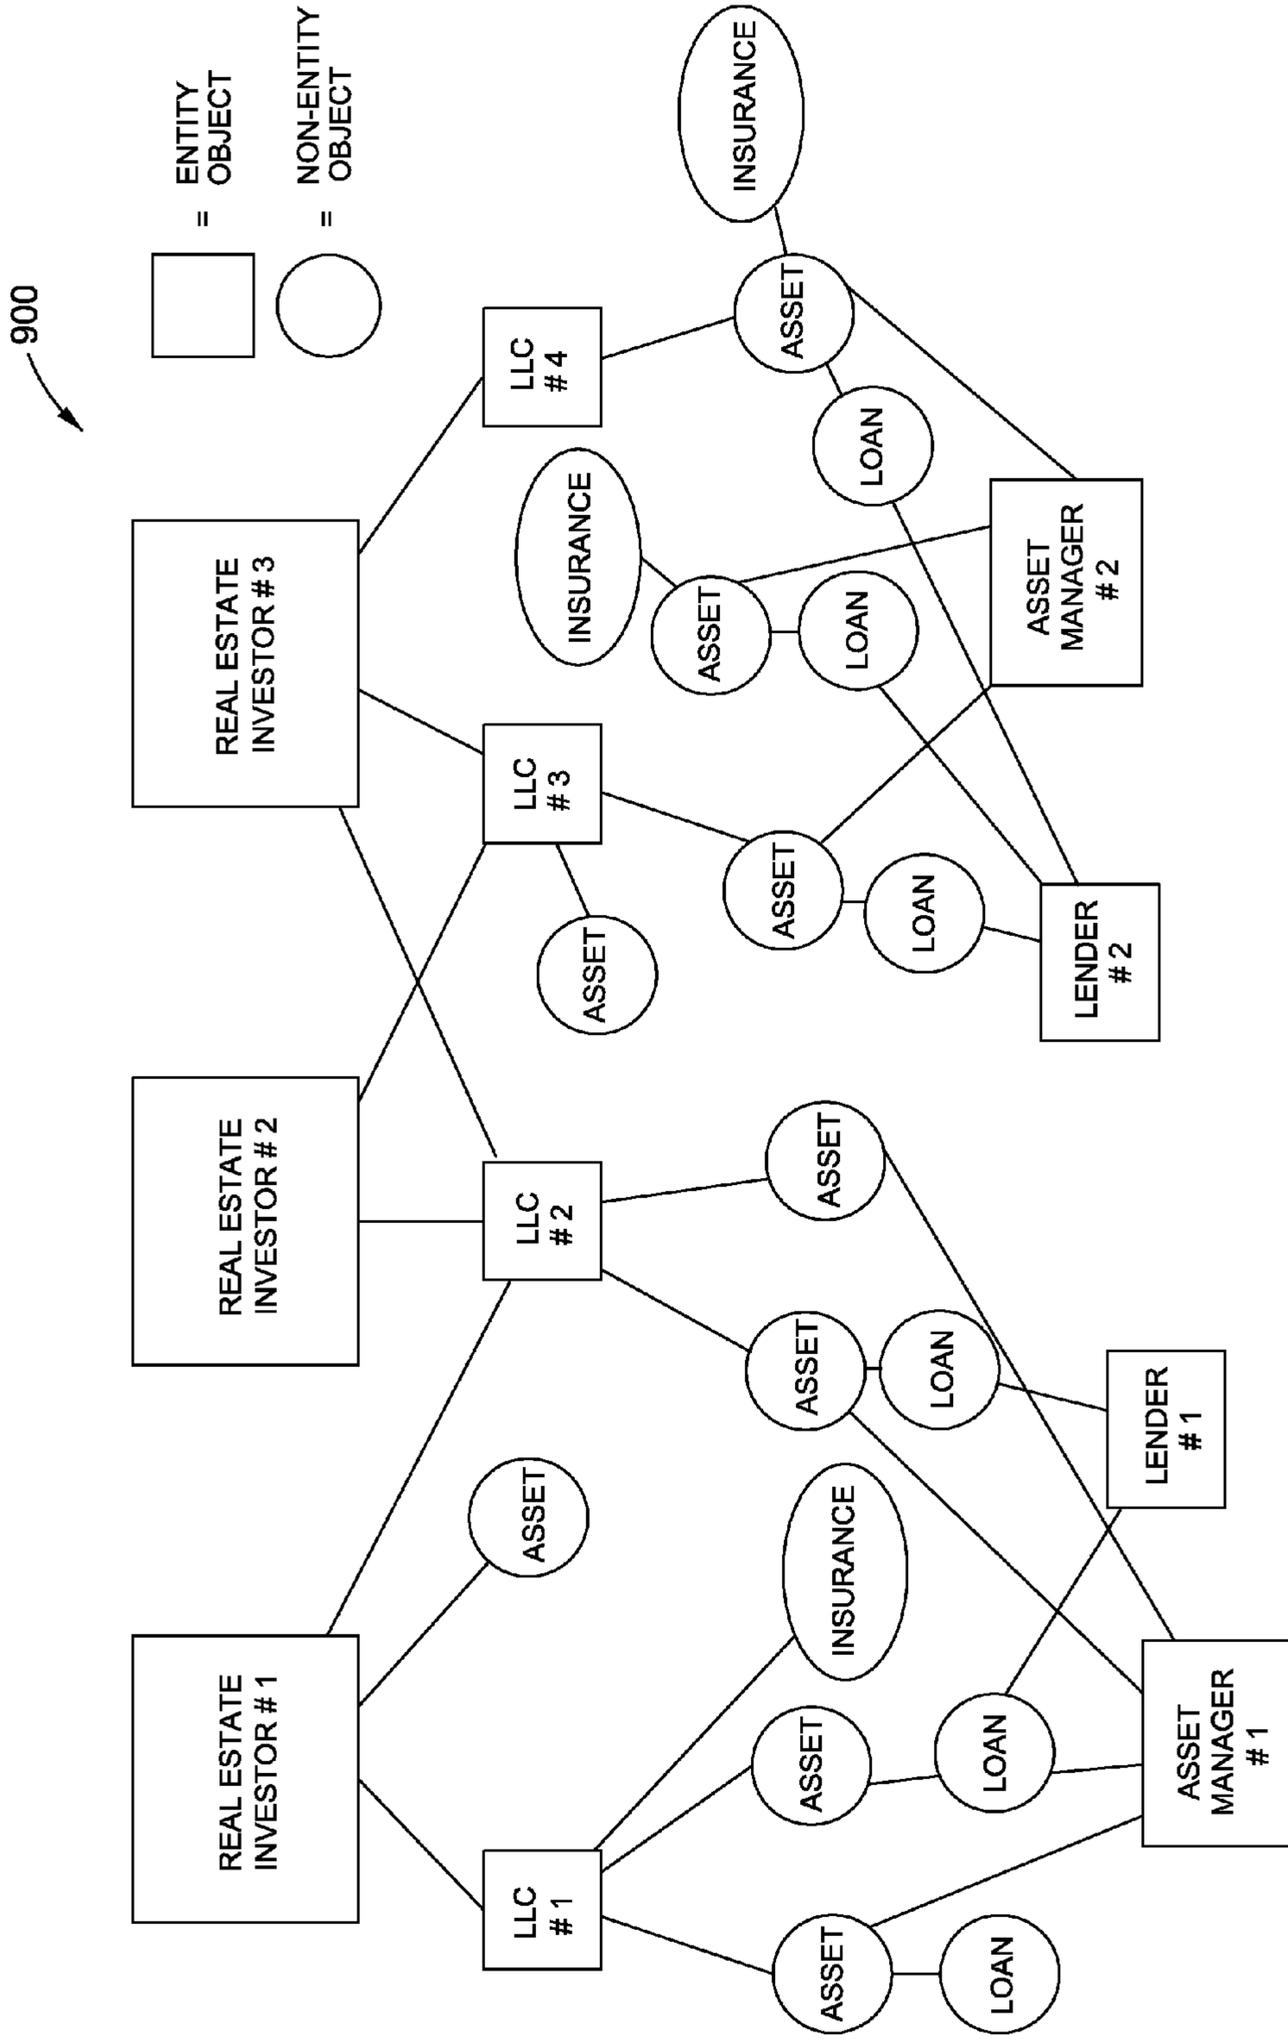 900
= ENTITY
OBJECT
= NON-ENTITY
OBJECT
REAL ESTATE
INVESTOR # 1
REAL ESTATE
INVESTOR # 2
REAL ESTATE
INVESTOR # 3
LLC
# 1
ASSET
LLC
# 2
LLC
# 3
LLC
# 4
ASSET
INSURANCE
INSURANCE
ASSET
ASSET
INSURANCE
ASSET
ASSET
ASSET
ASSET
ASSET
LOAN
LOAN
LOAN
LOAN
LOAN
LOAN
ASSET
MANAGER
# 1
LENDER
# 1
LENDER
# 2
ASSET
MANAGER
# 2